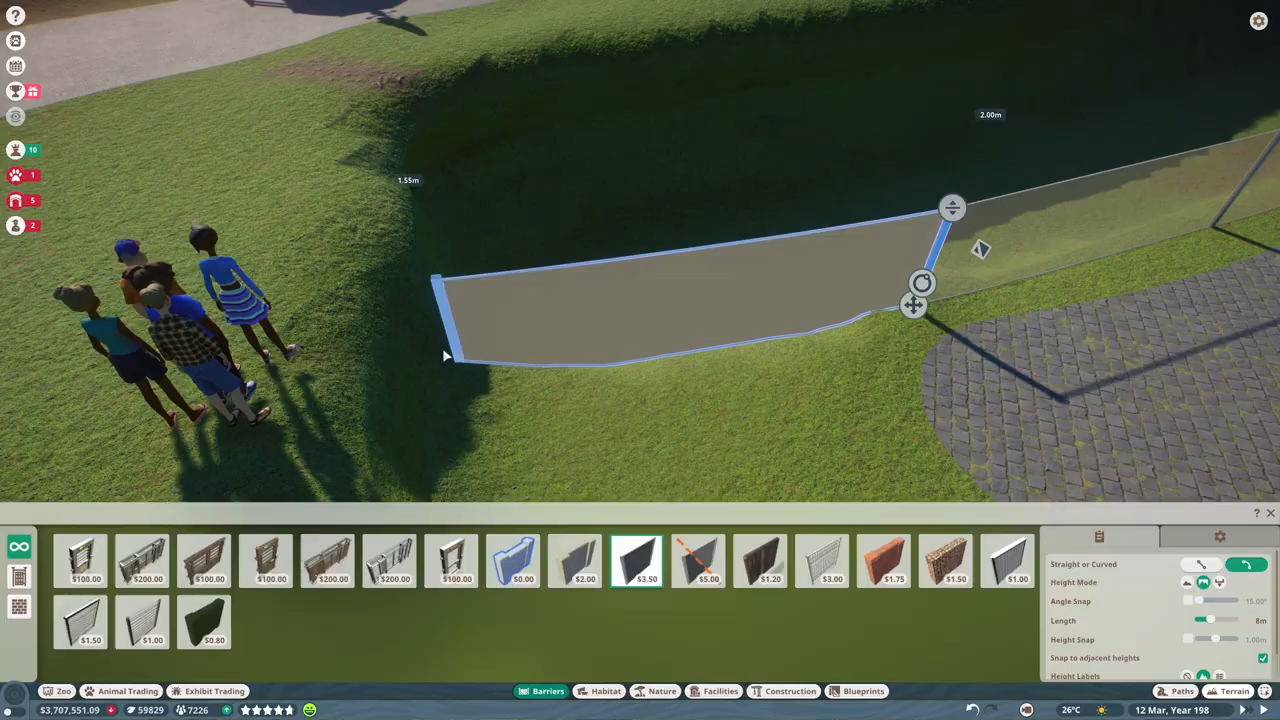 ?
2.00m
10
1.55m
1
5
2
?
$100.00 $200.00 $100.00 $100.00 $200.00 $200.00 $100.00 $0.00 $2.00 $3.50 $5.00 $1.20 $3.00 $1.75 $1.50 $1.00
$1.50 $1.00 $0.80
Straight or Curved
Height Mode
Angle Snap 15.00°
Length 8m
Height Snap 1.00m
Snap to adjacent heights
Height Labels
Zoo Animal Trading Exhibit Trading Barriers Habitat Nature Facilities Construction Blueprints Paths Terrain
$3,707,551.09 59829 7226 26°C 12 Mar, Year 198